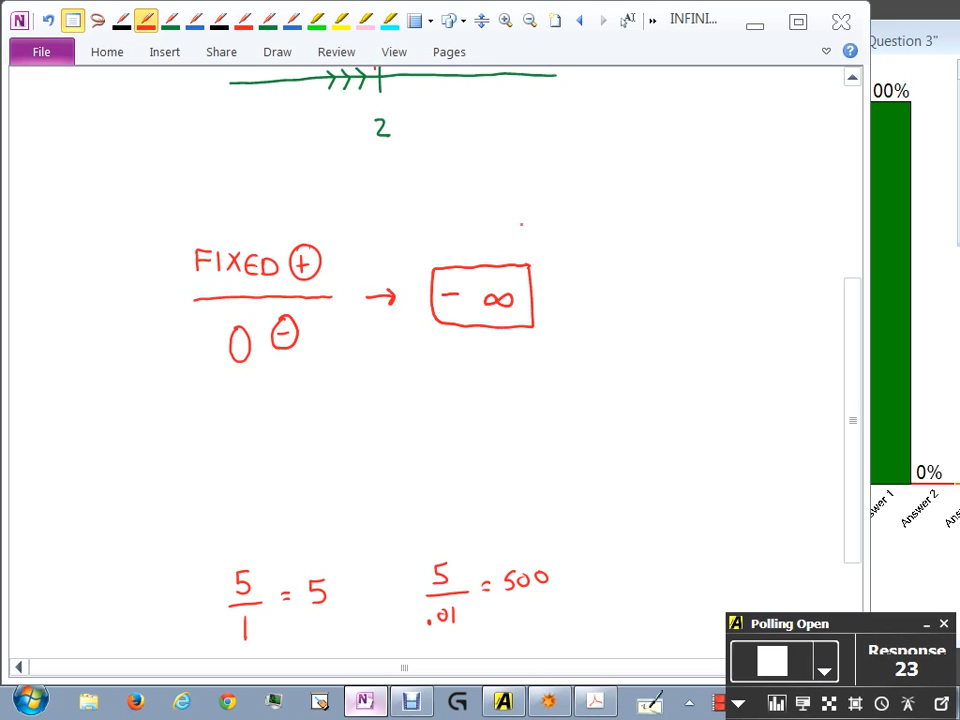 INFINI...
Question 3"
File Home Insert Share Draw Review View Pages
00%
2
FIXED +
0 -
→ - ∞
0%
swer 1
Answer 2
5
1
= 5
5
.01
= 500
Polling Open
Response
23